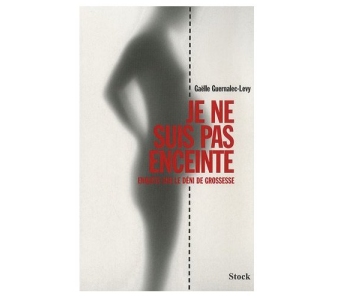 Gaëlle Guernalec-Levy
JE NE
SUIS PAS
ENCEINTE
ENQUÊTE SUR LE DÉNI DE GROSSESSE
Stock